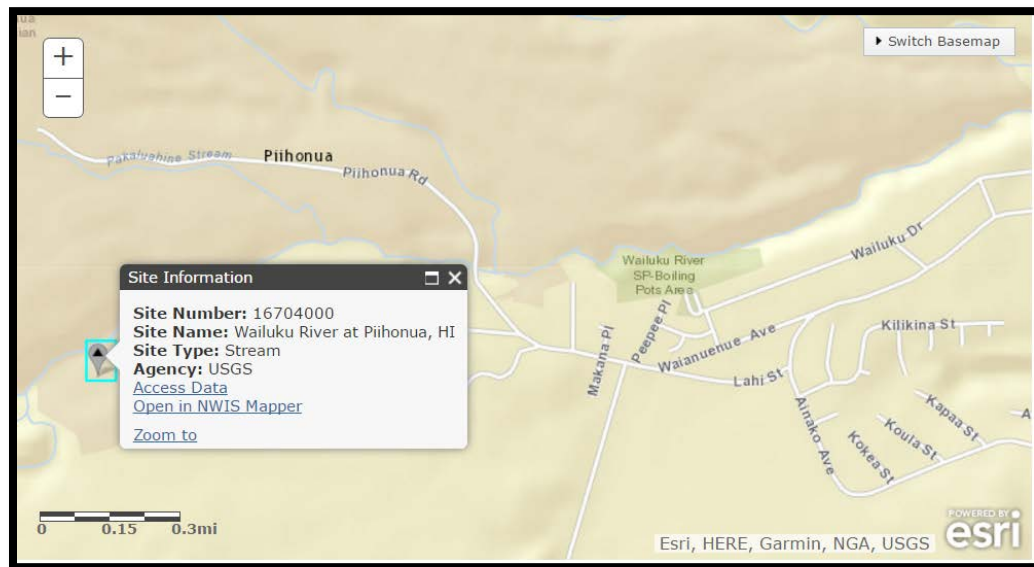 ian
+
−
Switch Basemap
Pakaluahine Stream
Piihonua
Piihonua Rd
Wailuku Dr
Wailuku River
SP-Boiling
Pots Area
Site Information
Site Number: 16704000
Site Name: Wailuku River at Piihonua, HI
Site Type: Stream
Agency: USGS
Access Data
Open in NWIS Mapper
Zoom to
Makana Pl
Peepee Pl
Waianuenue Ave
Lahi St
Kilikina St
Ainako Ave
Kapaa St
Koula St
Kokea St
A
0 0.15 0.3mi
Esri, HERE, Garmin, NGA, USGS
POWERED BY
esri